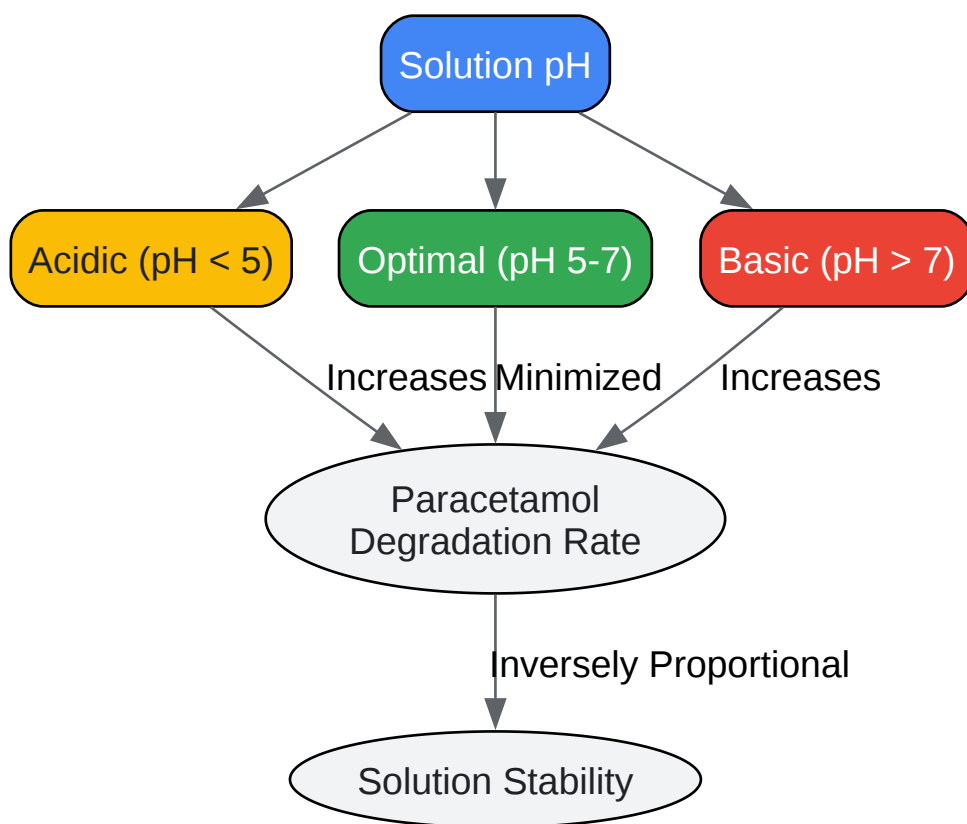 Solution pH
Acidic (pH < 5)
Optimal (pH 5-7)
Basic (pH > 7)
Increases
Minimized
Increases
Paracetamol
Degradation Rate
Inversely Proportional
Solution Stability